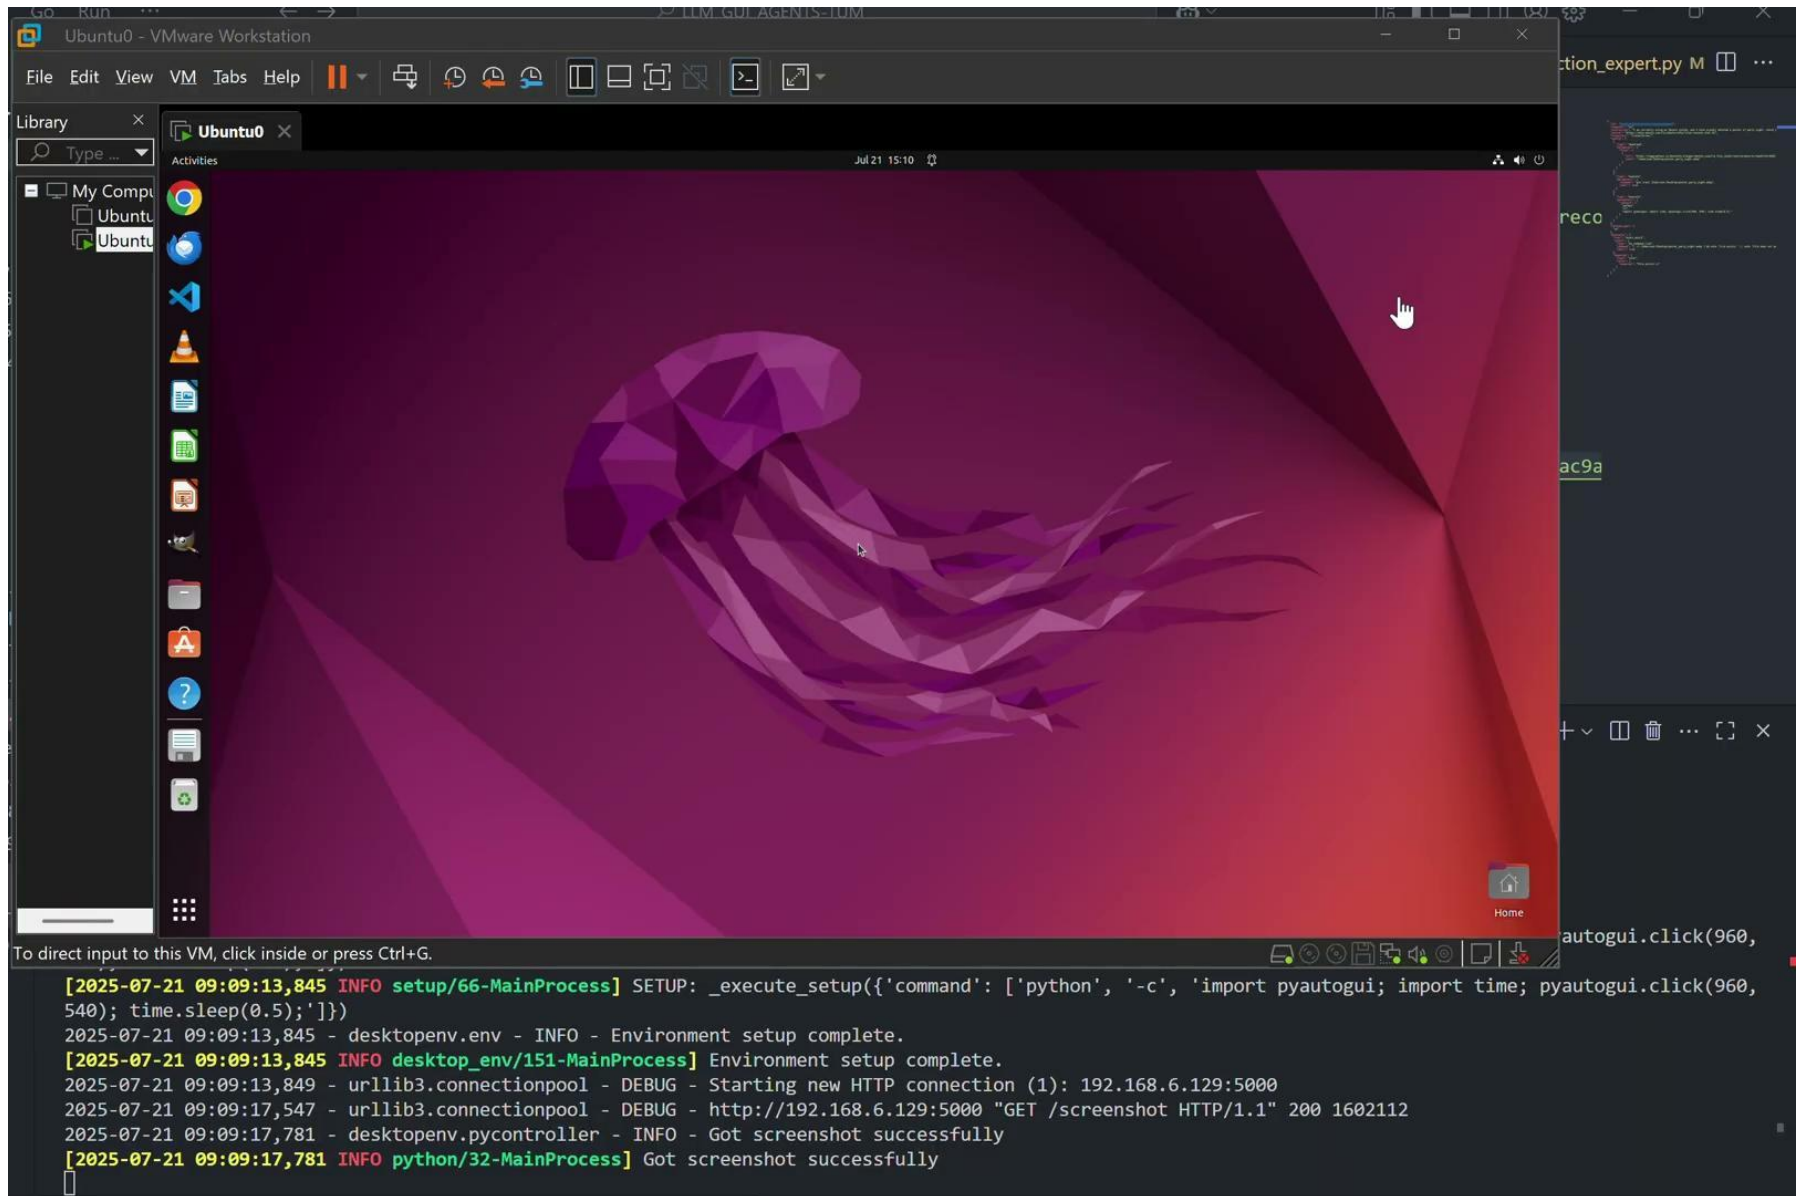 Go Run ··· LLM_GUI_AGENTS-TUM
Ubuntu0 - VMware Workstation
ction_expert.py M
File Edit View VM Tabs Help
Library
Ubuntu0
Type ...
Activities
Jul 21 15:10
My Compu
Ubuntu
Ubuntu
reco
ac9a
Home
To direct input to this VM, click inside or press Ctrl+G.
autogui.click(960,
[2025-07-21 09:09:13,845 INFO setup/66-MainProcess] SETUP: _execute_setup({'command': ['python', '-c', 'import pyautogui; import time; pyautogui.click(960,
540); time.sleep(0.5);']})
2025-07-21 09:09:13,845 - desktopenv.env - INFO - Environment setup complete.
[2025-07-21 09:09:13,845 INFO desktop_env/151-MainProcess] Environment setup complete.
2025-07-21 09:09:13,849 - urllib3.connectionpool - DEBUG - Starting new HTTP connection (1): 192.168.6.129:5000
2025-07-21 09:09:17,547 - urllib3.connectionpool - DEBUG - http://192.168.6.129:5000 "GET /screenshot HTTP/1.1" 200 1602112
2025-07-21 09:09:17,781 - desktopenv.pycontroller - INFO - Got screenshot successfully
[2025-07-21 09:09:17,781 INFO python/32-MainProcess] Got screenshot successfully